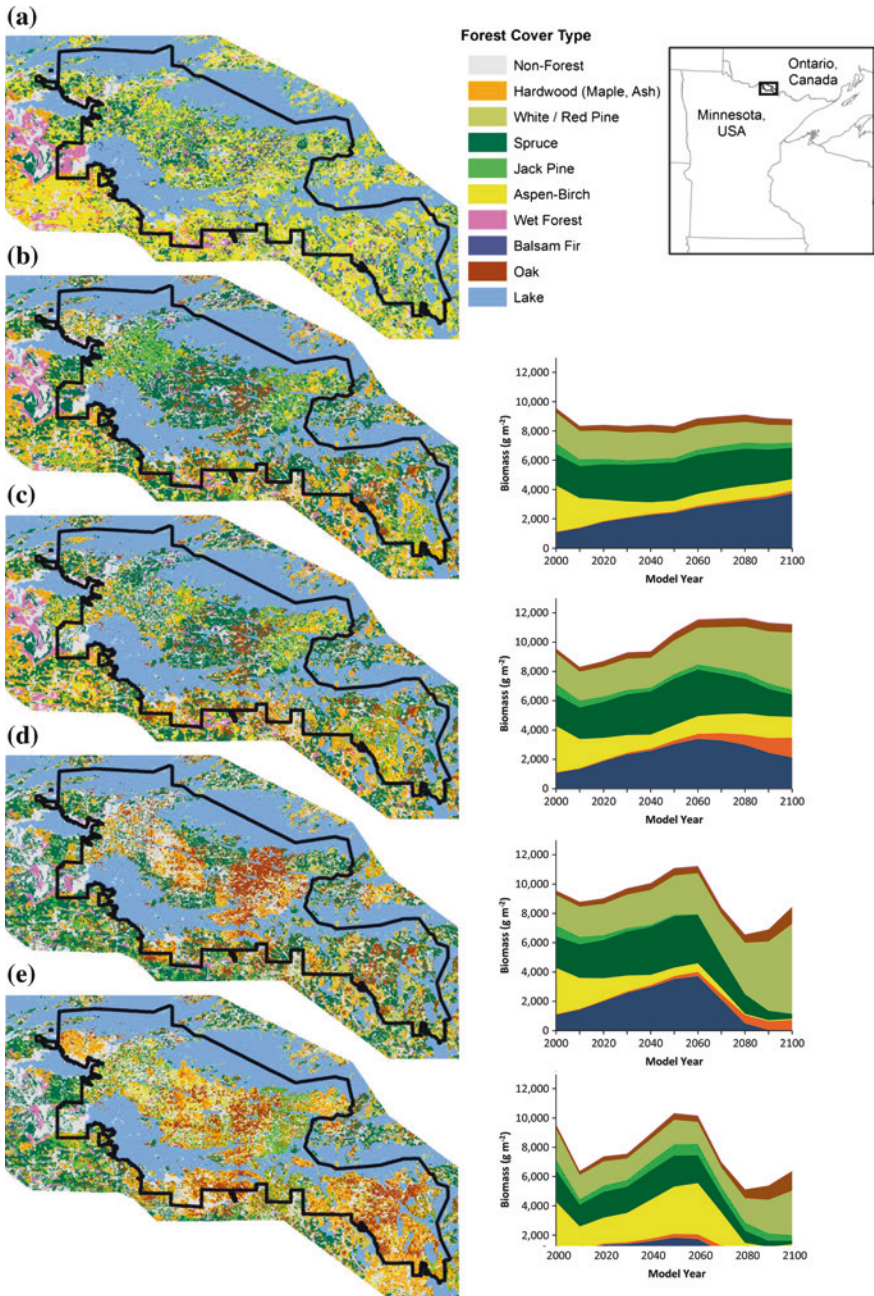 (a)
Forest Cover Type
Non-Forest
Hardwood (Maple, Ash)
White / Red Pine
Spruce
Jack Pine
Aspen-Birch
Wet Forest
Balsam Fir
Oak
Lake
Ontario,
Canada
Minnesota,
USA
(b)
12,000
10,000
8,000
6,000
4,000
2,000
0
Biomass (g m-2)
2000 2020 2040 2060 2080 2100
Model Year
(c)
12,000
10,000
8,000
6,000
4,000
2,000
0
Biomass (g m-2)
2000 2020 2040 2060 2080 2100
Model Year
(d)
12,000
10,000
8,000
6,000
4,000
2,000
0
Biomass (g m-2)
2000 2020 2040 2060 2080 2100
Model Year
(e)
12,000
10,000
8,000
6,000
4,000
2,000
Biomass (g m-2)
2000 2020 2040 2060 2080 2100
Model Year